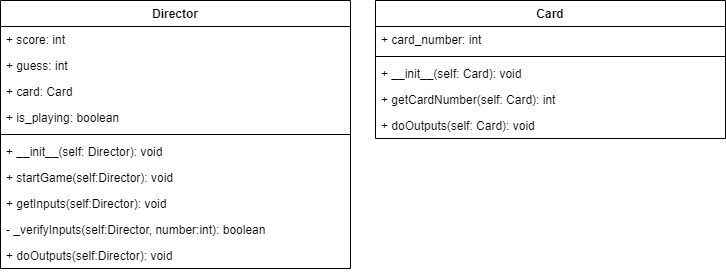 Director
+ score: int
+ guess: int
+ card: Card
+ is_playing: boolean
+ __init__(self: Director): void
+ startGame(self:Director): void
+ getInputs(self:Director): void
- _verifyInputs(self:Director, number:int): boolean
+ doOutputs(self:Director): void
Card
+ card_number: int
+ __init__(self: Card): void
+ getCardNumber(self: Card): int
+ doOutputs(self: Card): void